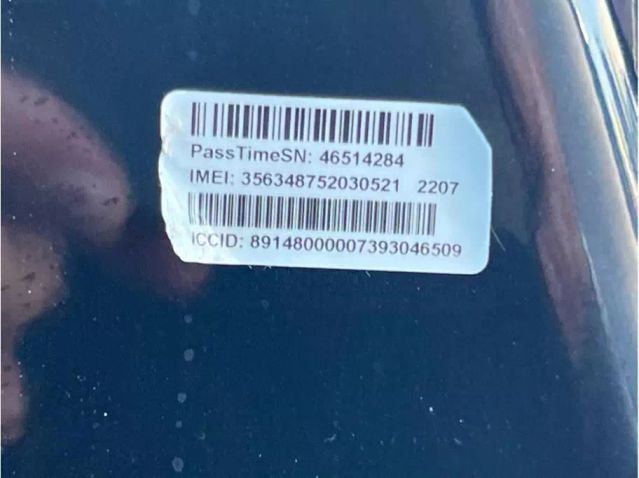 PassTimeSN: 46514284
IMEI: 356348752030521 2207
ICCID: 89148000007393046509